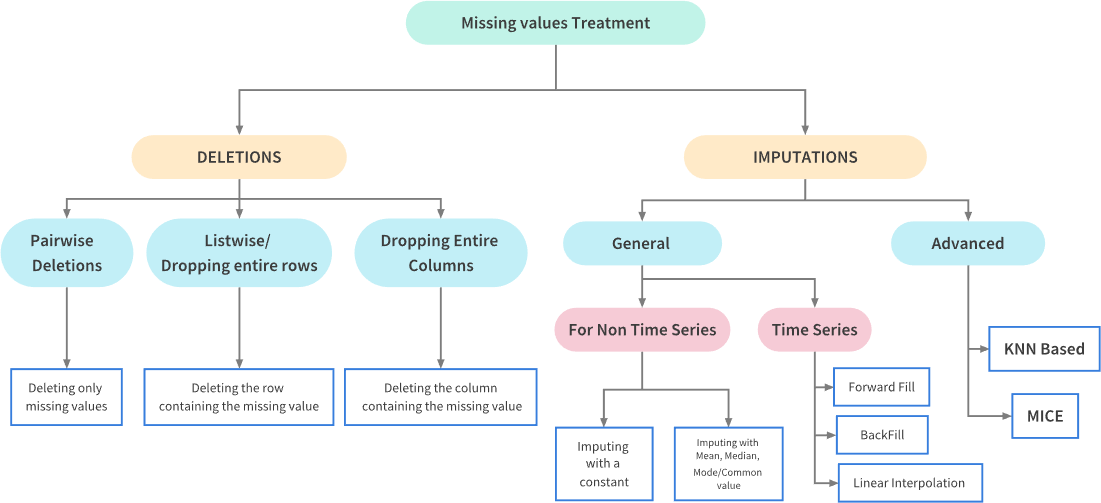 Missing values Treatment
DELETIONS
IMPUTATIONS
Pairwise
Deletions
Listwise/
Dropping entire rows
Dropping Entire
Columns
General
Advanced
For Non Time Series
Time Series
KNN Based
MICE
Deleting only
missing values
Deleting the row
containing the missing value
Deleting the column
containing the missing value
Forward Fill
BackFill
Linear Interpolation
Imputing
with a
constant
Imputing with
Mean, Median,
Mode/Common
value